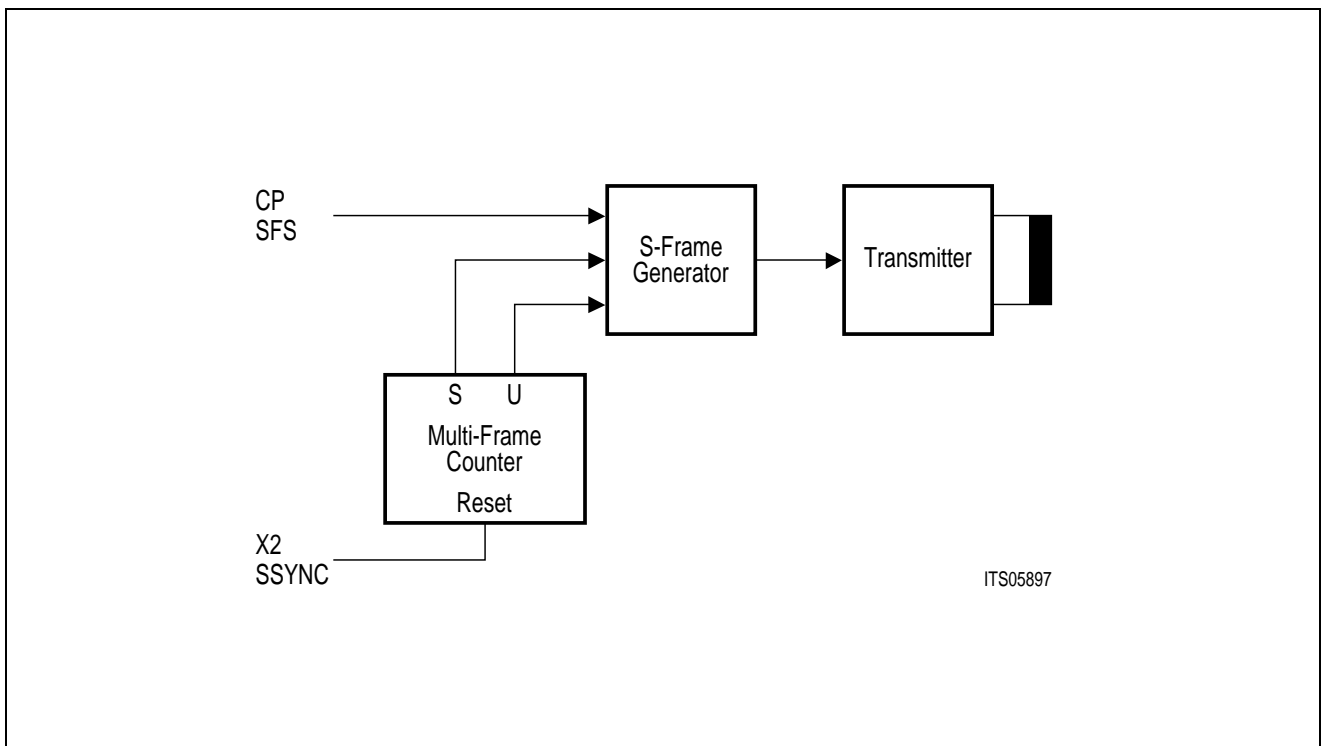 CP
SFS
S-Frame
Generator
Transmitter
S U
Multi-Frame
Counter
Reset
X2
SSYNC
ITS05897